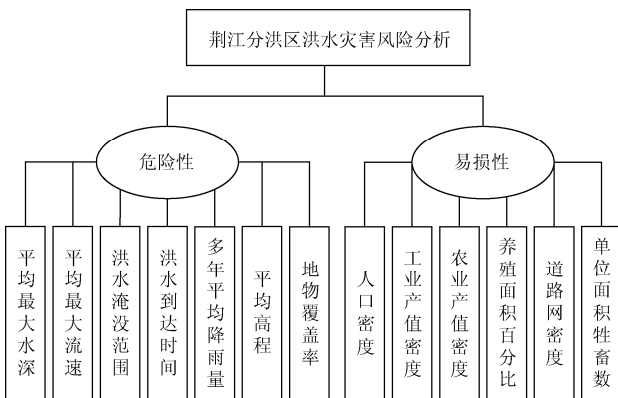 荆江分洪区洪水灾害风险分析
危险性
易损性
平均最大水深
平均最大流速
洪水淹没范围
洪水到达时间
多年平均降雨量
平均高程
地物覆盖率
人口密度
工业产值密度
农业产值密度
养殖面积百分比
道路网密度
单位面积牲畜数